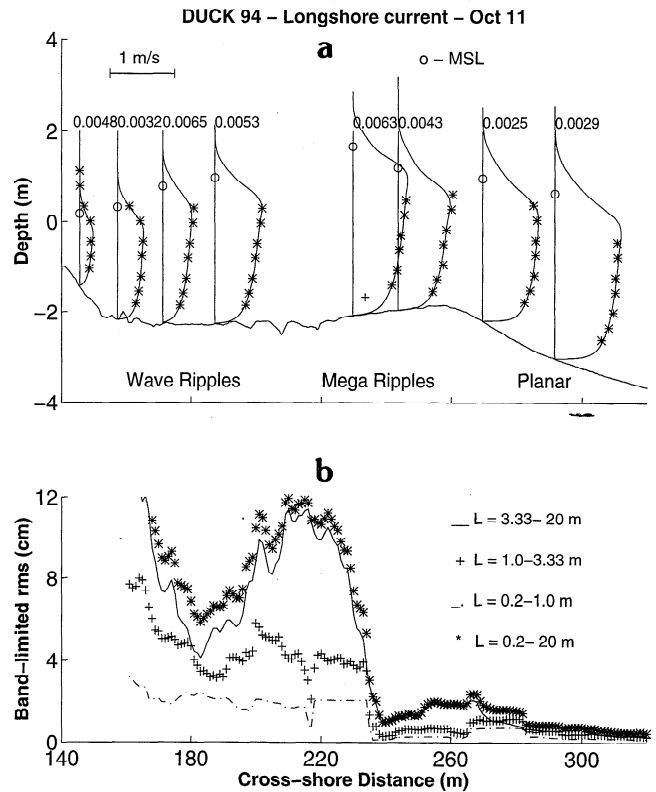 DUCK 94 – Longshore current – Oct 11
a
1 m/s
o – MSL
0.0048 0.0032 0.0065 0.0053 0.0063 0.0043 0.0025 0.0029
4
2
0
−2
−4
Depth (m)
Wave Ripples Mega Ripples Planar
b
12
8
4
0
Band−limited rms (cm)
— L = 3.33− 20 m
+ L = 1.0−3.33 m
_. L = 0.2−1.0 m
* L = 0.2− 20 m
140 180 220 260 300
Cross−shore Distance (m)